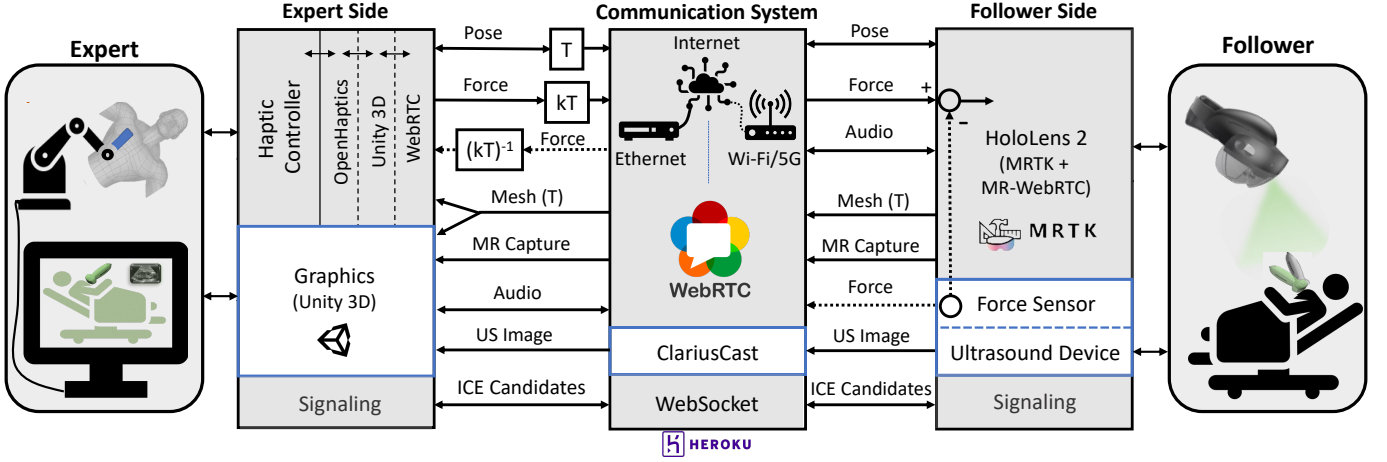 Expert Side
Communication System
Follower Side
Expert
Haptic
Controller
OpenHaptics
Unity 3D
WebRTC
Graphics
(Unity 3D)
Signaling
Pose
T
Force
kT
(kT)-1
Force
Mesh (T)
MR Capture
Audio
US Image
ICE Candidates
Internet
Ethernet
Wi-Fi/5G
WebRTC
ClariusCast
WebSocket
HEROKU
Pose
Force
+
-
Audio
Mesh (T)
MR Capture
Force
US Image
ICE Candidates
HoloLens 2
(MRTK +
MR-WebRTC)
MRTK
Force Sensor
Ultrasound Device
Signaling
Follower